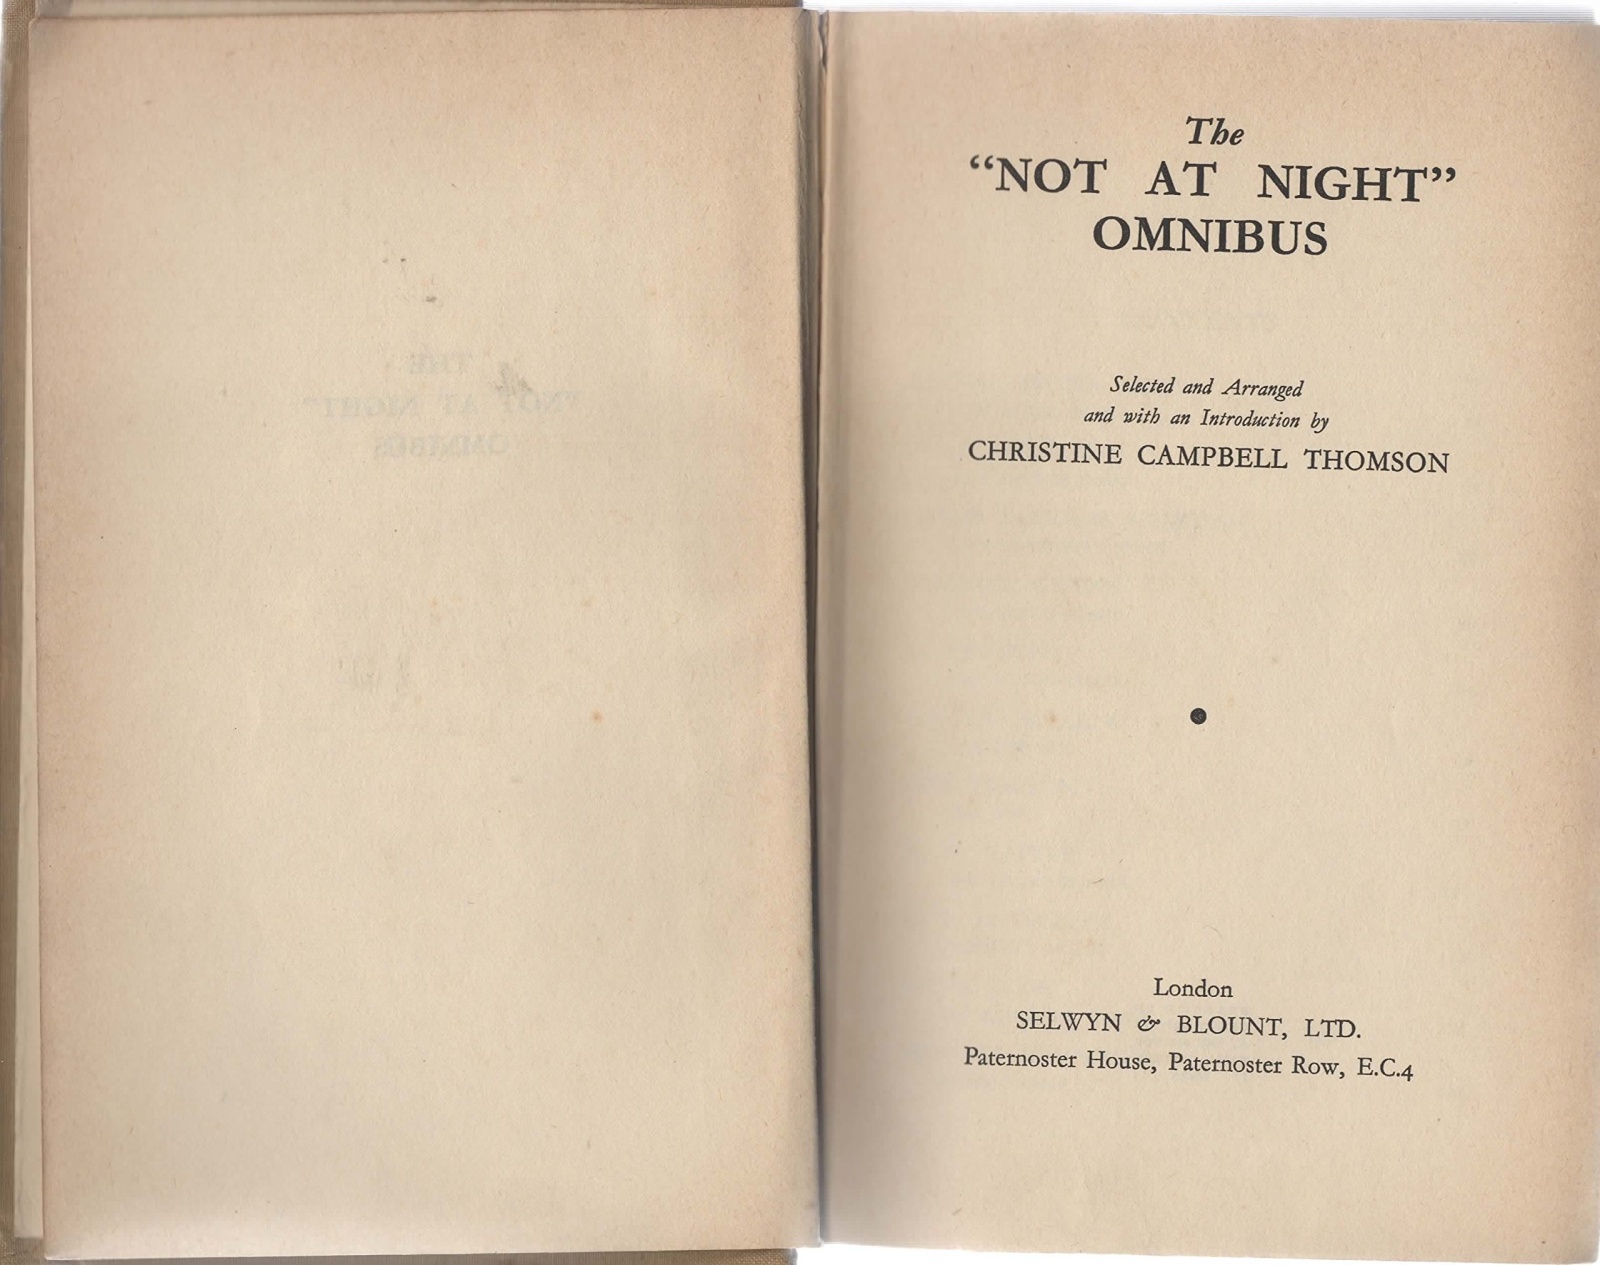 The
“NOT AT NIGHT”
OMNIBUS
Selected and Arranged
and with an Introduction by
CHRISTINE CAMPBELL THOMSON
London
SELWYN & BLOUNT, LTD.
Paternoster House, Paternoster Row, E.C.4